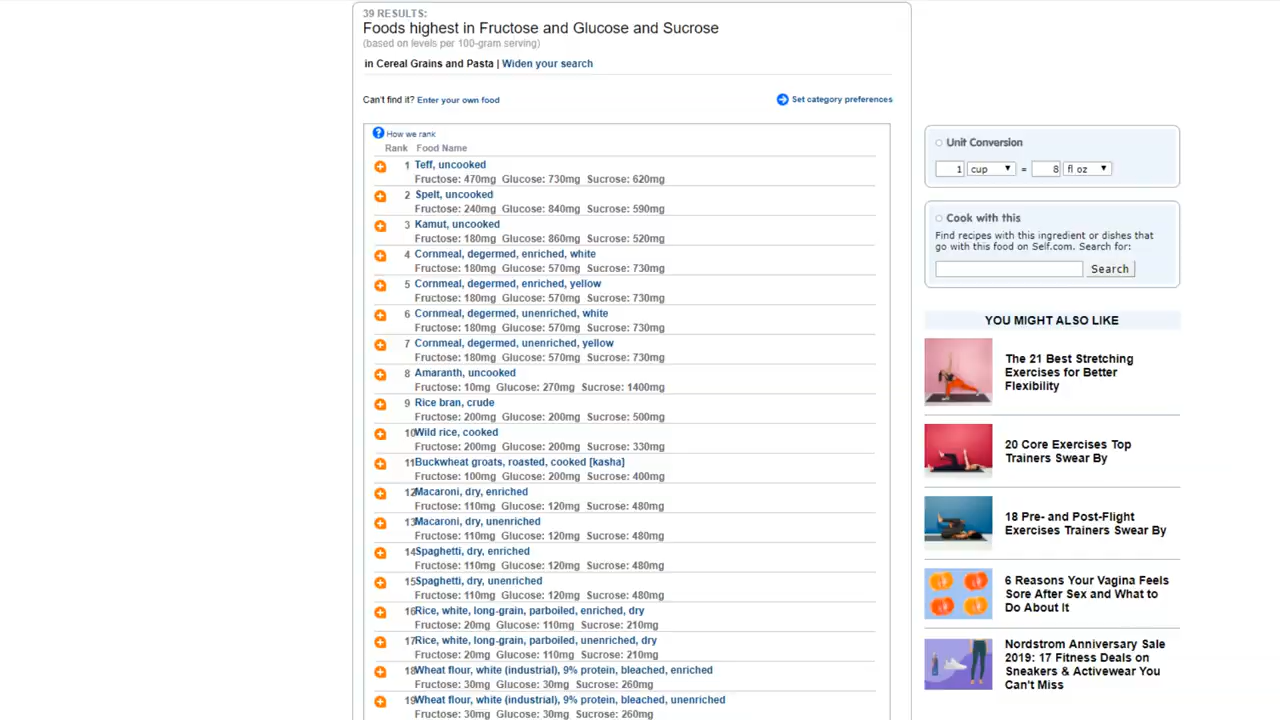 39 RESULTS:
Foods highest in Fructose and Glucose and Sucrose
(based on levels per 100-gram serving)
in Cereal Grains and Pasta | Widen your search
Can't find it? Enter your own food
Set category preferences
? How we rank
Rank Food Name
1 Teff, uncooked
Fructose: 470mg Glucose: 730mg Sucrose: 620mg
2 Spelt, uncooked
Fructose: 240mg Glucose: 840mg Sucrose: 590mg
3 Kamut, uncooked
Fructose: 180mg Glucose: 860mg Sucrose: 520mg
4 Cornmeal, degermed, enriched, white
Fructose: 180mg Glucose: 570mg Sucrose: 730mg
5 Cornmeal, degermed, enriched, yellow
Fructose: 180mg Glucose: 570mg Sucrose: 730mg
6 Cornmeal, degermed, unenriched, white
Fructose: 180mg Glucose: 570mg Sucrose: 730mg
7 Cornmeal, degermed, unenriched, yellow
Fructose: 180mg Glucose: 570mg Sucrose: 730mg
8 Amaranth, uncooked
Fructose: 10mg Glucose: 270mg Sucrose: 1400mg
9 Rice bran, crude
Fructose: 200mg Glucose: 200mg Sucrose: 500mg
10 Wild rice, cooked
Fructose: 200mg Glucose: 200mg Sucrose: 330mg
11 Buckwheat groats, roasted, cooked [kasha]
Fructose: 100mg Glucose: 200mg Sucrose: 400mg
12 Macaroni, dry, enriched
Fructose: 110mg Glucose: 120mg Sucrose: 480mg
13 Macaroni, dry, unenriched
Fructose: 110mg Glucose: 120mg Sucrose: 480mg
14 Spaghetti, dry, enriched
Fructose: 110mg Glucose: 120mg Sucrose: 480mg
15 Spaghetti, dry, unenriched
Fructose: 110mg Glucose: 120mg Sucrose: 480mg
16 Rice, white, long-grain, parboiled, enriched, dry
Fructose: 20mg Glucose: 110mg Sucrose: 210mg
17 Rice, white, long-grain, parboiled, unenriched, dry
Fructose: 20mg Glucose: 110mg Sucrose: 210mg
18 Wheat flour, white (industrial), 9% protein, bleached, enriched
Fructose: 30mg Glucose: 30mg Sucrose: 260mg
19 Wheat flour, white (industrial), 9% protein, bleached, unenriched
Fructose: 30mg Glucose: 30mg Sucrose: 260mg
Unit Conversion
1 cup = 8 fl oz
Cook with this
Find recipes with this ingredient or dishes that
go with this food on Self.com. Search for:
Search
YOU MIGHT ALSO LIKE
The 21 Best Stretching
Exercises for Better
Flexibility
20 Core Exercises Top
Trainers Swear By
18 Pre- and Post-Flight
Exercises Trainers Swear By
6 Reasons Your Vagina Feels
Sore After Sex and What to
Do About It
Nordstrom Anniversary Sale
2019: 17 Fitness Deals on
Sneakers & Activewear You
Can't Miss